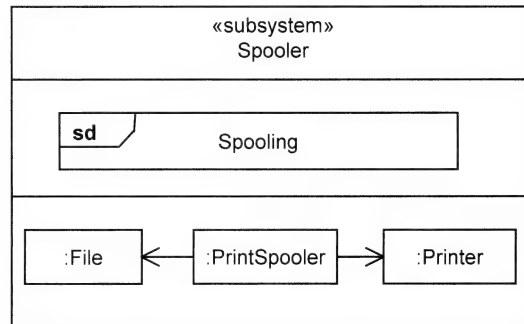 «subsystem»
Spooler
sd
Spooling
:File
:PrintSpooler
:Printer